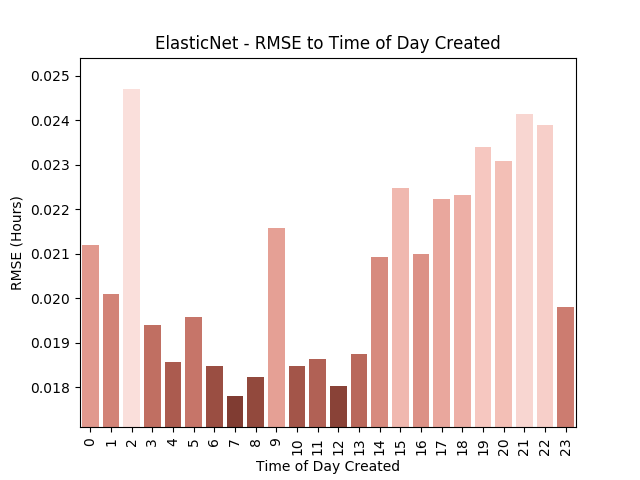 ElasticNet - RMSE to Time of Day Created
0.025
0.024
0.023
0.022
0.021
0.020
0.019
0.018
RMSE (Hours)
0 1 2 3 4 5 6 7 8 9 10 11 12 13 14 15 16 17 18 19 20 21 22 23
Time of Day Created